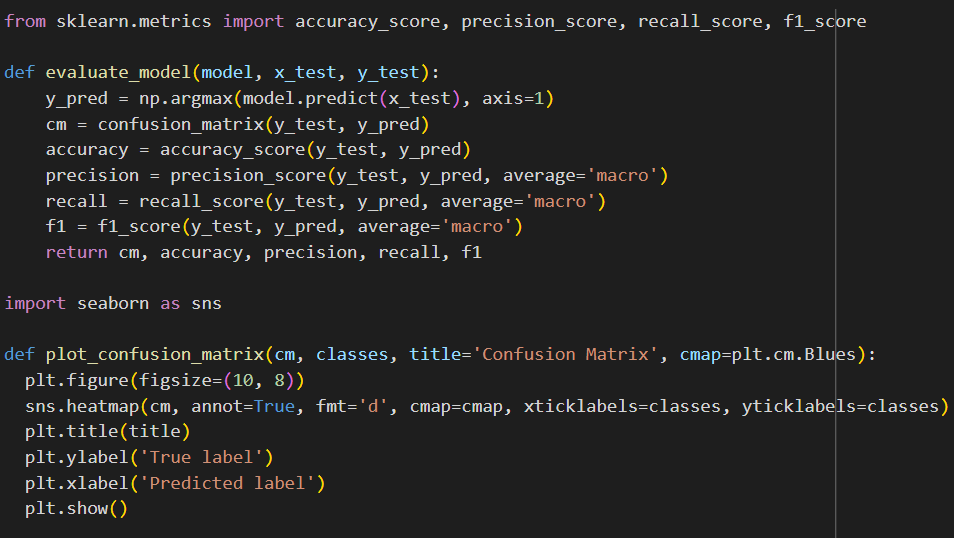 from sklearn.metrics import accuracy_score, precision_score, recall_score, f1_score

def evaluate_model(model, x_test, y_test):
    y_pred = np.argmax(model.predict(x_test), axis=1)
    cm = confusion_matrix(y_test, y_pred)
    accuracy = accuracy_score(y_test, y_pred)
    precision = precision_score(y_test, y_pred, average='macro')
    recall = recall_score(y_test, y_pred, average='macro')
    f1 = f1_score(y_test, y_pred, average='macro')
    return cm, accuracy, precision, recall, f1

import seaborn as sns

def plot_confusion_matrix(cm, classes, title='Confusion Matrix', cmap=plt.cm.Blues):
  plt.figure(figsize=(10, 8))
  sns.heatmap(cm, annot=True, fmt='d', cmap=cmap, xticklabels=classes, yticklabels=classes)
  plt.title(title)
  plt.ylabel('True label')
  plt.xlabel('Predicted label')
  plt.show()